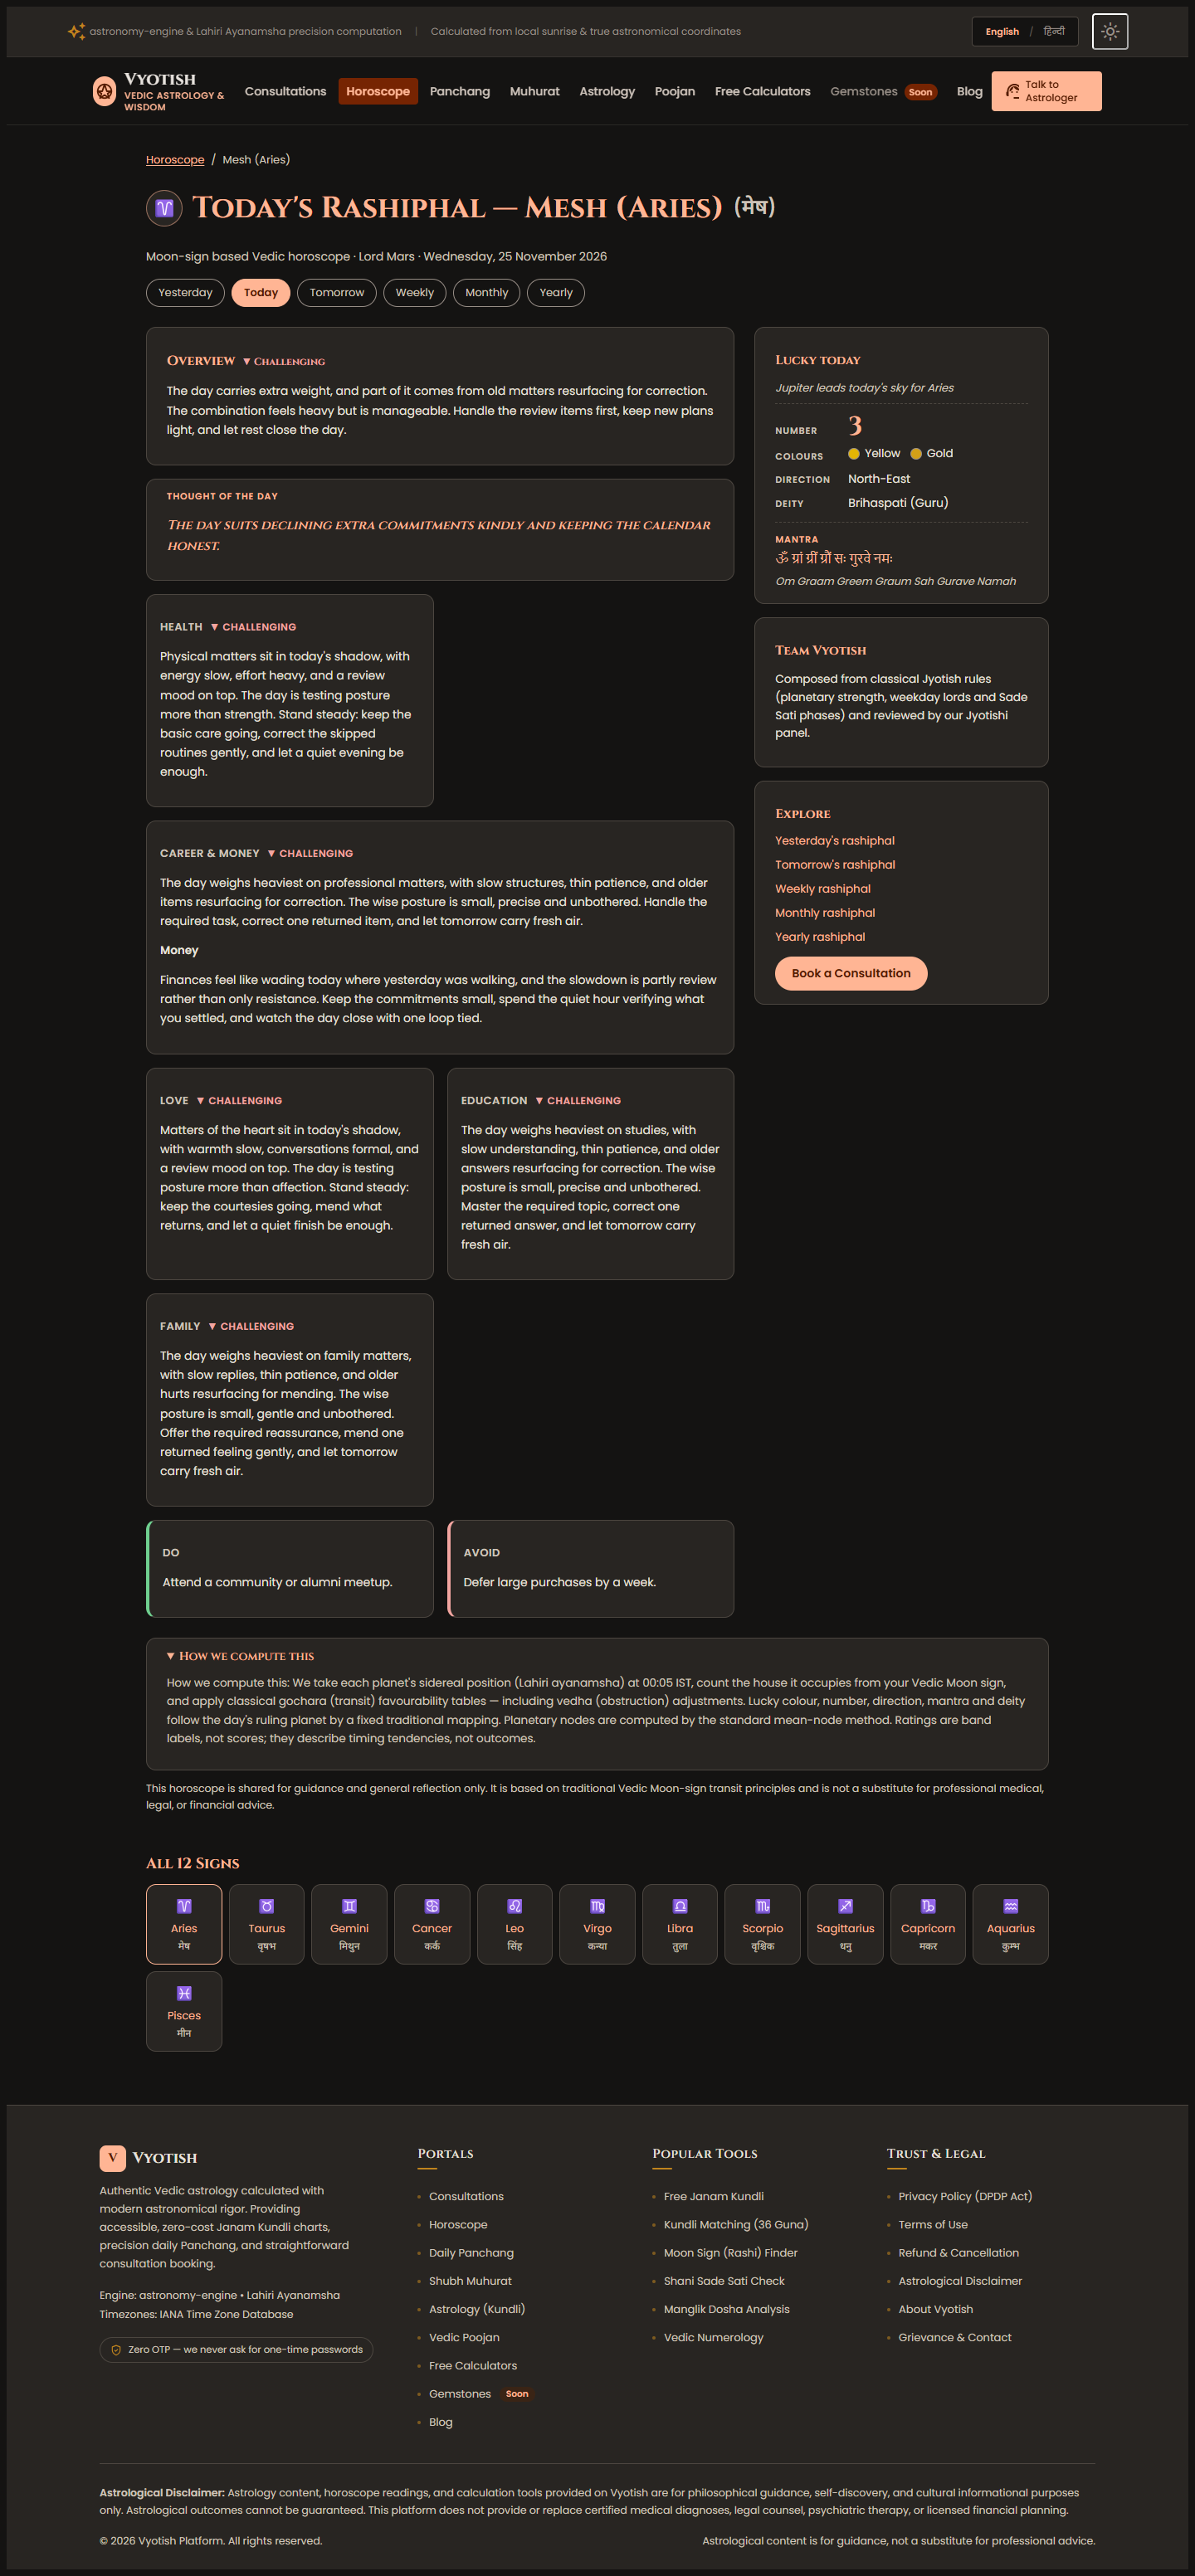 astronomy-engine & Lahiri Ayanamsha precision computation | Calculated from local sunrise & true astronomical coordinates
English / हिन्दी
Vyotish
VEDIC ASTROLOGY & WISDOM
Consultations
Horoscope
Panchang
Muhurat
Astrology
Poojan
Free Calculators
Gemstones Soon
Blog
Talk to Astrologer
Horoscope / Mesh (Aries)
♈ Today's Rashiphal — Mesh (Aries) (मेष)
Moon-sign based Vedic horoscope · Lord Mars · Wednesday, 25 November 2026
Yesterday
Today
Tomorrow
Weekly
Monthly
Yearly
Overview ▼ Challenging
The day carries extra weight, and part of it comes from old matters resurfacing for correction.
The combination feels heavy but is manageable. Handle the review items first, keep new plans
light, and let rest close the day.
THOUGHT OF THE DAY
The day suits declining extra commitments kindly and keeping the calendar
honest.
HEALTH ▼ CHALLENGING
Physical matters sit in today's shadow, with
energy slow, effort heavy, and a review
mood on top. The day is testing posture
more than strength. Stand steady: keep the
basic care going, correct the skipped
routines gently, and let a quiet evening be
enough.
CAREER & MONEY ▼ CHALLENGING
The day weighs heaviest on professional matters, with slow structures, thin patience, and older
items resurfacing for correction. The wise posture is small, precise and unbothered. Handle the
required task, correct one returned item, and let tomorrow carry fresh air.
Money
Finances feel like wading today where yesterday was walking, and the slowdown is partly review
rather than only resistance. Keep the commitments small, spend the quiet hour verifying what
you settled, and watch the day close with one loop tied.
LOVE ▼ CHALLENGING
Matters of the heart sit in today's shadow,
with warmth slow, conversations formal, and
a review mood on top. The day is testing
posture more than affection. Stand steady:
keep the courtesies going, mend what
returns, and let a quiet finish be enough.
EDUCATION ▼ CHALLENGING
The day weighs heaviest on studies, with
slow understanding, thin patience, and older
answers resurfacing for correction. The wise
posture is small, precise and unbothered.
Master the required topic, correct one
returned answer, and let tomorrow carry
fresh air.
FAMILY ▼ CHALLENGING
The day weighs heaviest on family matters,
with slow replies, thin patience, and older
hurts resurfacing for mending. The wise
posture is small, gentle and unbothered.
Offer the required reassurance, mend one
returned feeling gently, and let tomorrow
carry fresh air.
DO
Attend a community or alumni meetup.
AVOID
Defer large purchases by a week.
Lucky today
Jupiter leads today's sky for Aries
NUMBER 3
COLOURS Yellow Gold
DIRECTION North-East
DEITY Brihaspati (Guru)
MANTRA
ॐ ग्रां ग्रीं ग्रौं सः गुरवे नमः
Om Graam Greem Graum Sah Gurave Namah
Team Vyotish
Composed from classical Jyotish rules
(planetary strength, weekday lords and Sade
Sati phases) and reviewed by our Jyotishi
panel.
Explore
Yesterday's rashiphal
Tomorrow's rashiphal
Weekly rashiphal
Monthly rashiphal
Yearly rashiphal
Book a Consultation
▼ How we compute this
How we compute this: We take each planet's sidereal position (Lahiri ayanamsha) at 00:05 IST, count the house it occupies from your Vedic Moon sign,
and apply classical gochara (transit) favourability tables — including vedha (obstruction) adjustments. Lucky colour, number, direction, mantra and deity
follow the day's ruling planet by a fixed traditional mapping. Planetary nodes are computed by the standard mean-node method. Ratings are band
labels, not scores; they describe timing tendencies, not outcomes.
This horoscope is shared for guidance and general reflection only. It is based on traditional Vedic Moon-sign transit principles and is not a substitute for professional medical,
legal, or financial advice.
All 12 Signs
♈ Aries मेष
♉ Taurus वृषभ
♊ Gemini मिथुन
♋ Cancer कर्क
♌ Leo सिंह
♍ Virgo कन्या
♎ Libra तुला
♏ Scorpio वृश्चिक
♐ Sagittarius धनु
♑ Capricorn मकर
♒ Aquarius कुम्भ
♓ Pisces मीन
V Vyotish
Authentic Vedic astrology calculated with
modern astronomical rigor. Providing
accessible, zero-cost Janam Kundli charts,
precision daily Panchang, and straightforward
consultation booking.
Engine: astronomy-engine • Lahiri Ayanamsha
Timezones: IANA Time Zone Database
Zero OTP — we never ask for one-time passwords
Portals
Consultations
Horoscope
Daily Panchang
Shubh Muhurat
Astrology (Kundli)
Vedic Poojan
Free Calculators
Gemstones Soon
Blog
Popular Tools
Free Janam Kundli
Kundli Matching (36 Guna)
Moon Sign (Rashi) Finder
Shani Sade Sati Check
Manglik Dosha Analysis
Vedic Numerology
Trust & Legal
Privacy Policy (DPDP Act)
Terms of Use
Refund & Cancellation
Astrological Disclaimer
About Vyotish
Grievance & Contact
Astrological Disclaimer: Astrology content, horoscope readings, and calculation tools provided on Vyotish are for philosophical guidance, self-discovery, and cultural informational purposes
only. Astrological outcomes cannot be guaranteed. This platform does not provide or replace certified medical diagnoses, legal counsel, psychiatric therapy, or licensed financial planning.
© 2026 Vyotish Platform. All rights reserved.
Astrological content is for guidance, not a substitute for professional advice.